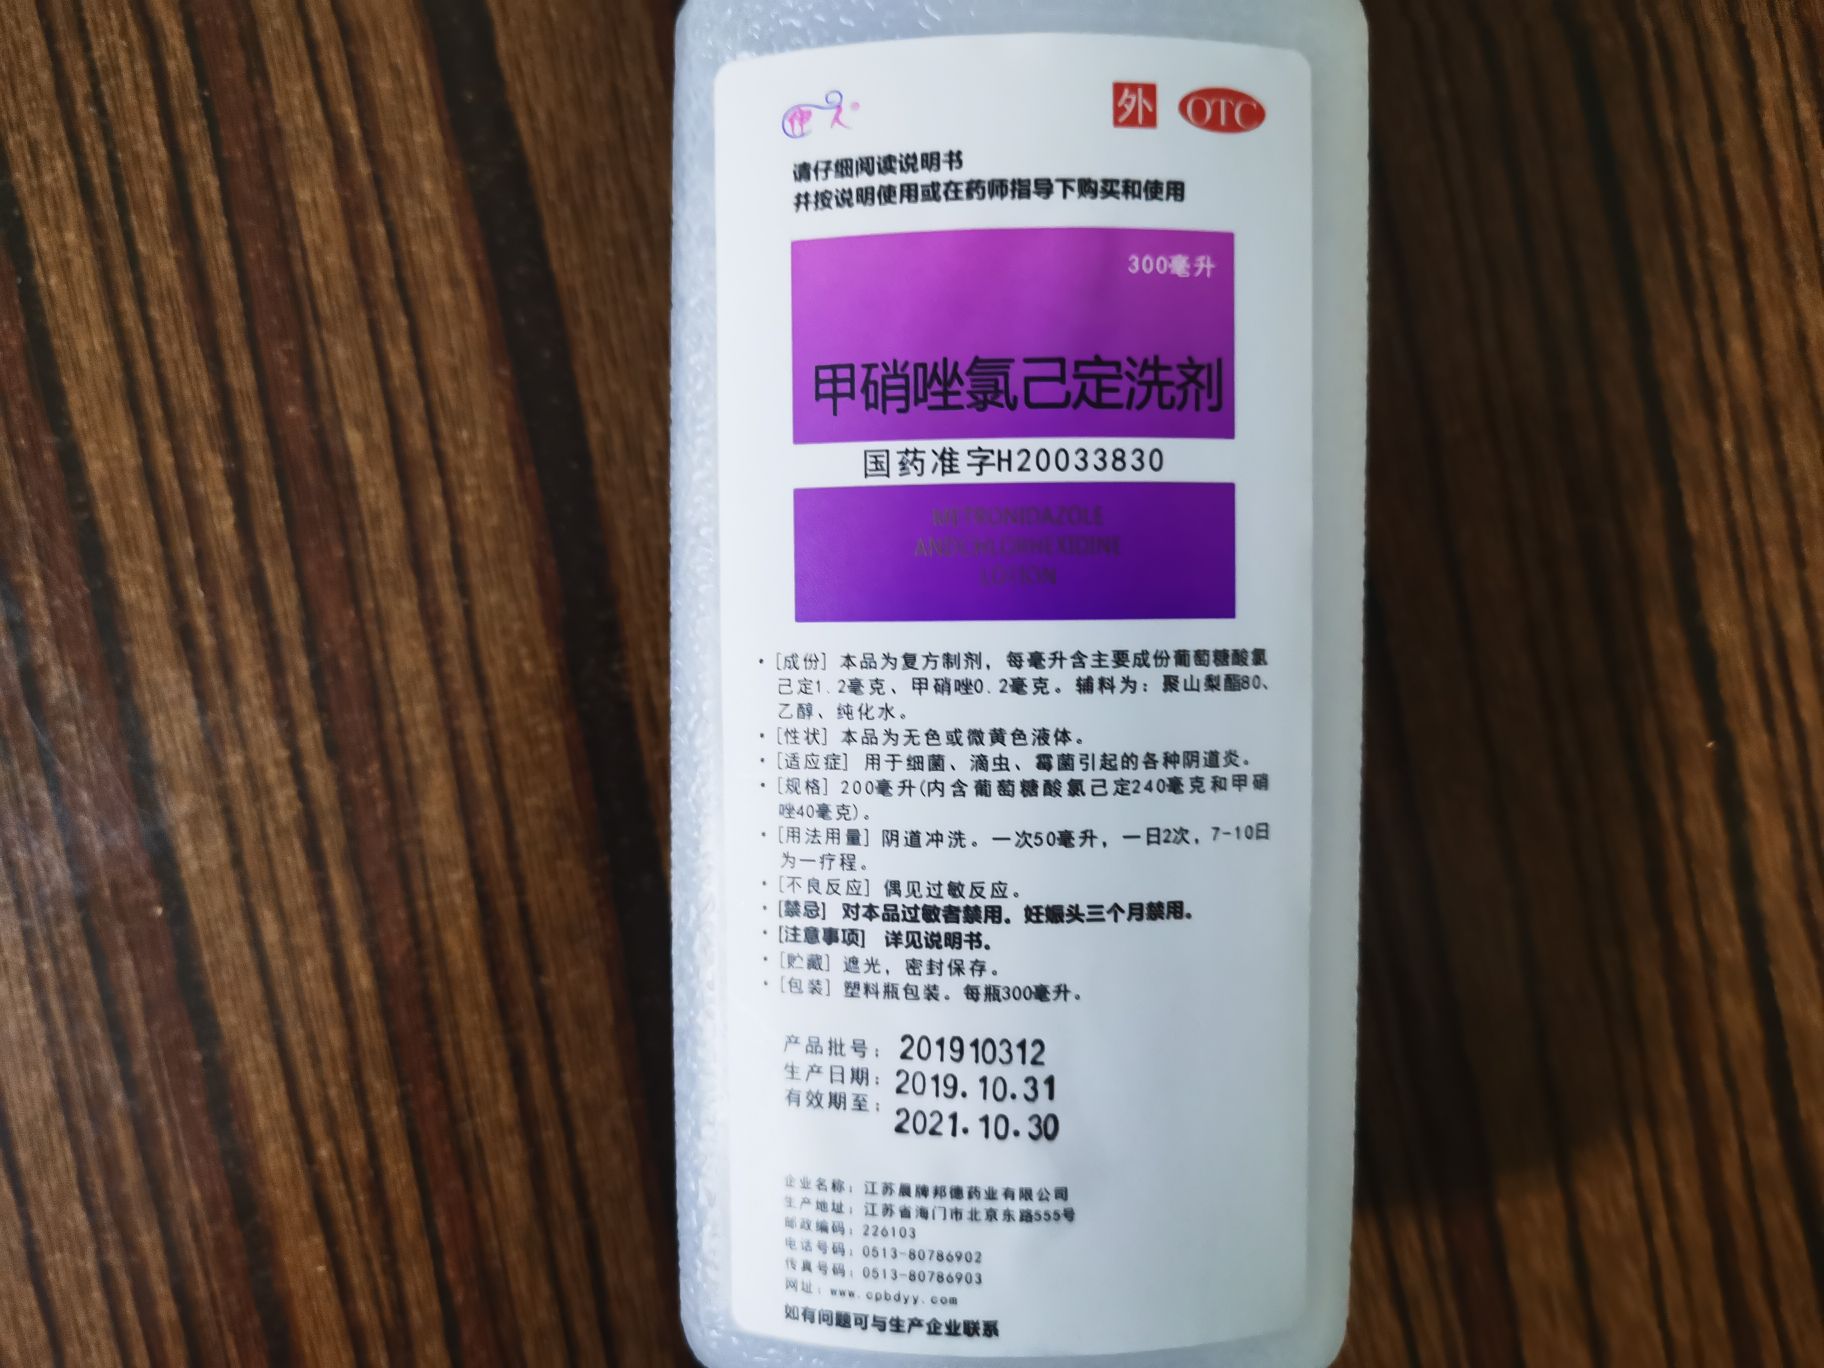 外 OTC
请仔细阅读说明书
并按说明使用或在药师指导下购买和使用
300毫升
甲硝唑氯己定洗剂
国药准字H20033830
METRONIDAZOLE
ANDCHLORHEXIDINE
LOTION
·[成份] 本品为复方制剂，每毫升含主要成份葡萄糖酸氯
己定1.2毫克、甲硝唑0.2毫克。辅料为：聚山梨酯80、
乙醇、纯化水。
·[性状] 本品为无色或微黄色液体。
·[适应症] 用于细菌、滴虫、霉菌引起的各种阴道炎。
·[规格] 200毫升(内含葡萄糖酸氯己定240毫克和甲硝
唑40毫克)。
·[用法用量] 阴道冲洗。一次50毫升，一日2次，7-10日
为一疗程。
·[不良反应] 偶见过敏反应。
·[禁忌] 对本品过敏者禁用。妊娠头三个月禁用。
·[注意事项] 详见说明书。
·[贮藏] 遮光，密封保存。
·[包装] 塑料瓶包装。每瓶300毫升。
产品批号：201910312
生产日期：2019.10.31
有效期至：2021.10.30
企业名称：江苏晨牌邦德药业有限公司
生产地址：江苏省海门市北京东路555号
邮政编码：226103
电话号码：0513-80786902
传真号码：0513-80786903
网址：www.cpbdyy.com
如有问题可与生产企业联系